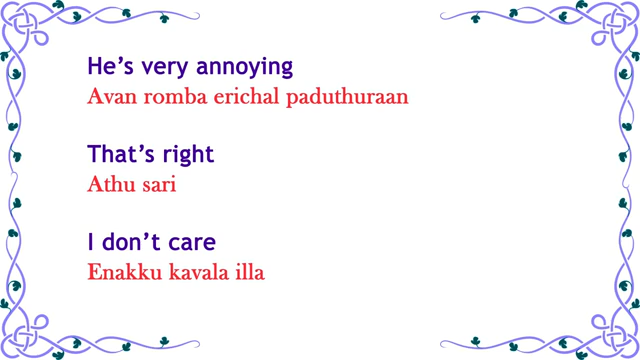 He’s very annoying
Avan romba erichal paduthuraan
That’s right
Athu sari
I don’t care
Enakku kavala illa